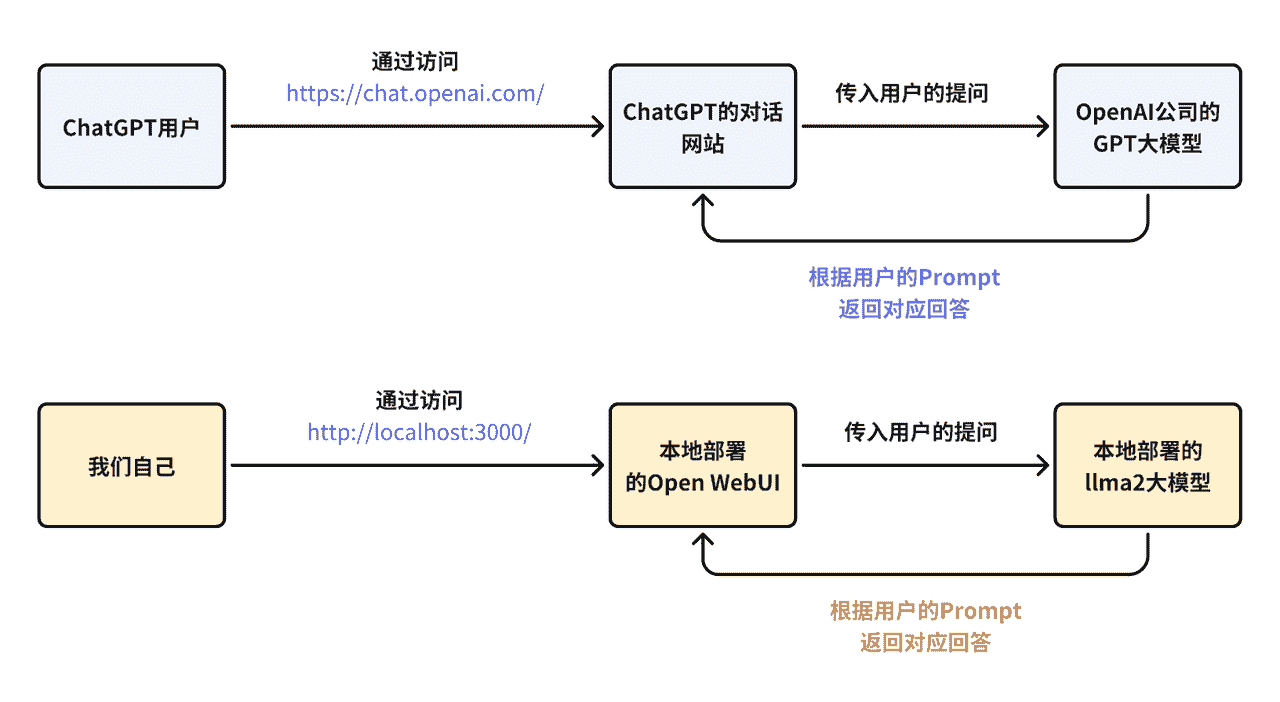 通过访问
https://chat.openai.com/
ChatGPT用户
ChatGPT的对话
网站
传入用户的提问
OpenAI公司的
GPT大模型
根据用户的Prompt
返回对应回答
通过访问
http://localhost:3000/
我们自己
本地部署
的Open WebUI
传入用户的提问
本地部署的
llma2大模型
根据用户的Prompt
返回对应回答